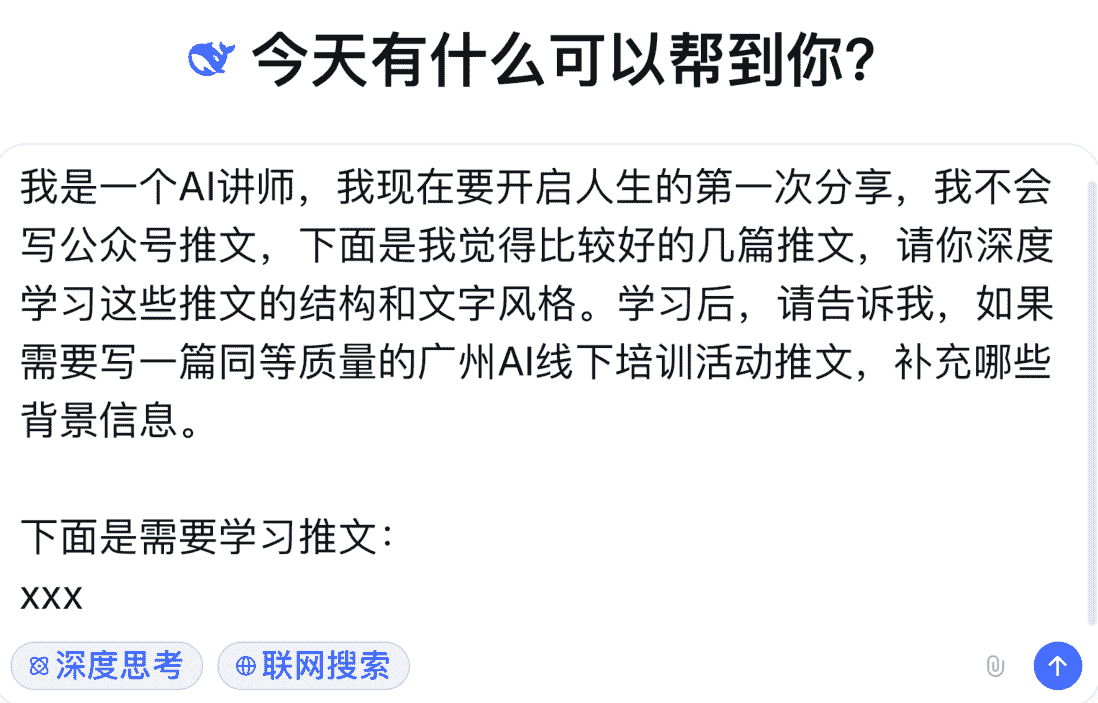 今天有什么可以帮到你?
我是一个AI讲师，我现在要开启人生的第一次分享，我不会
写公众号推文，下面是我觉得比较好的几篇推文，请你深度
学习这些推文的结构和文字风格。学习后，请告诉我，如果
需要写一篇同等质量的广州AI线下培训活动推文，补充哪些
背景信息。
下面是需要学习推文：
xxx
深度思考
联网搜索